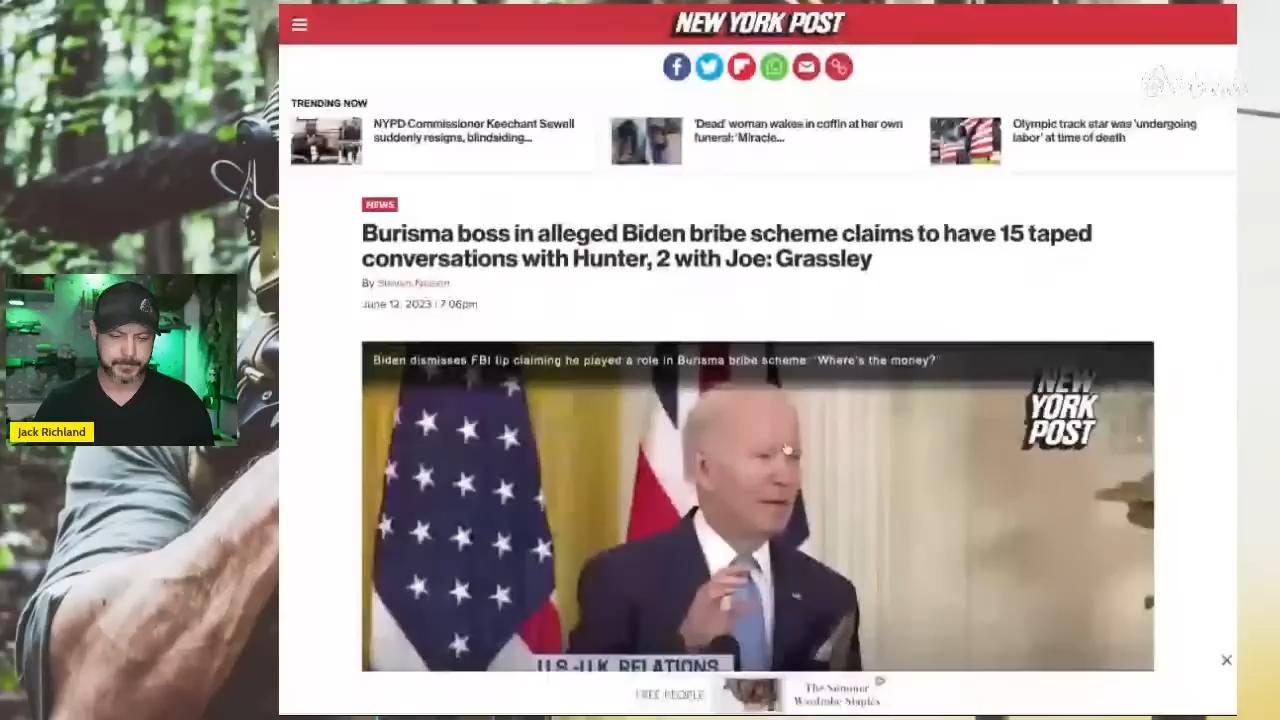 NEW YORK POST
TRENDING NOW
NYPD Commissioner Keechant Sewell
suddenly resigns, blindsiding...
'Dead' woman wakes in coffin at her own
funeral: 'Miracle...
Olympic track star was 'undergoing
labor' at time of death
NEWS
Burisma boss in alleged Biden bribe scheme claims to have 15 taped
conversations with Hunter, 2 with Joe: Grassley
By Steven Nelson
June 12, 2023 | 7:06pm
Biden dismisses FBI tip claiming he played a role in Burisma bribe scheme: "Where's the money?"
NEW
YORK
POST
Jack Richland
U.S.-U.K. RELATIONS
FREE PEOPLE
The Summer
Wardrobe Staples